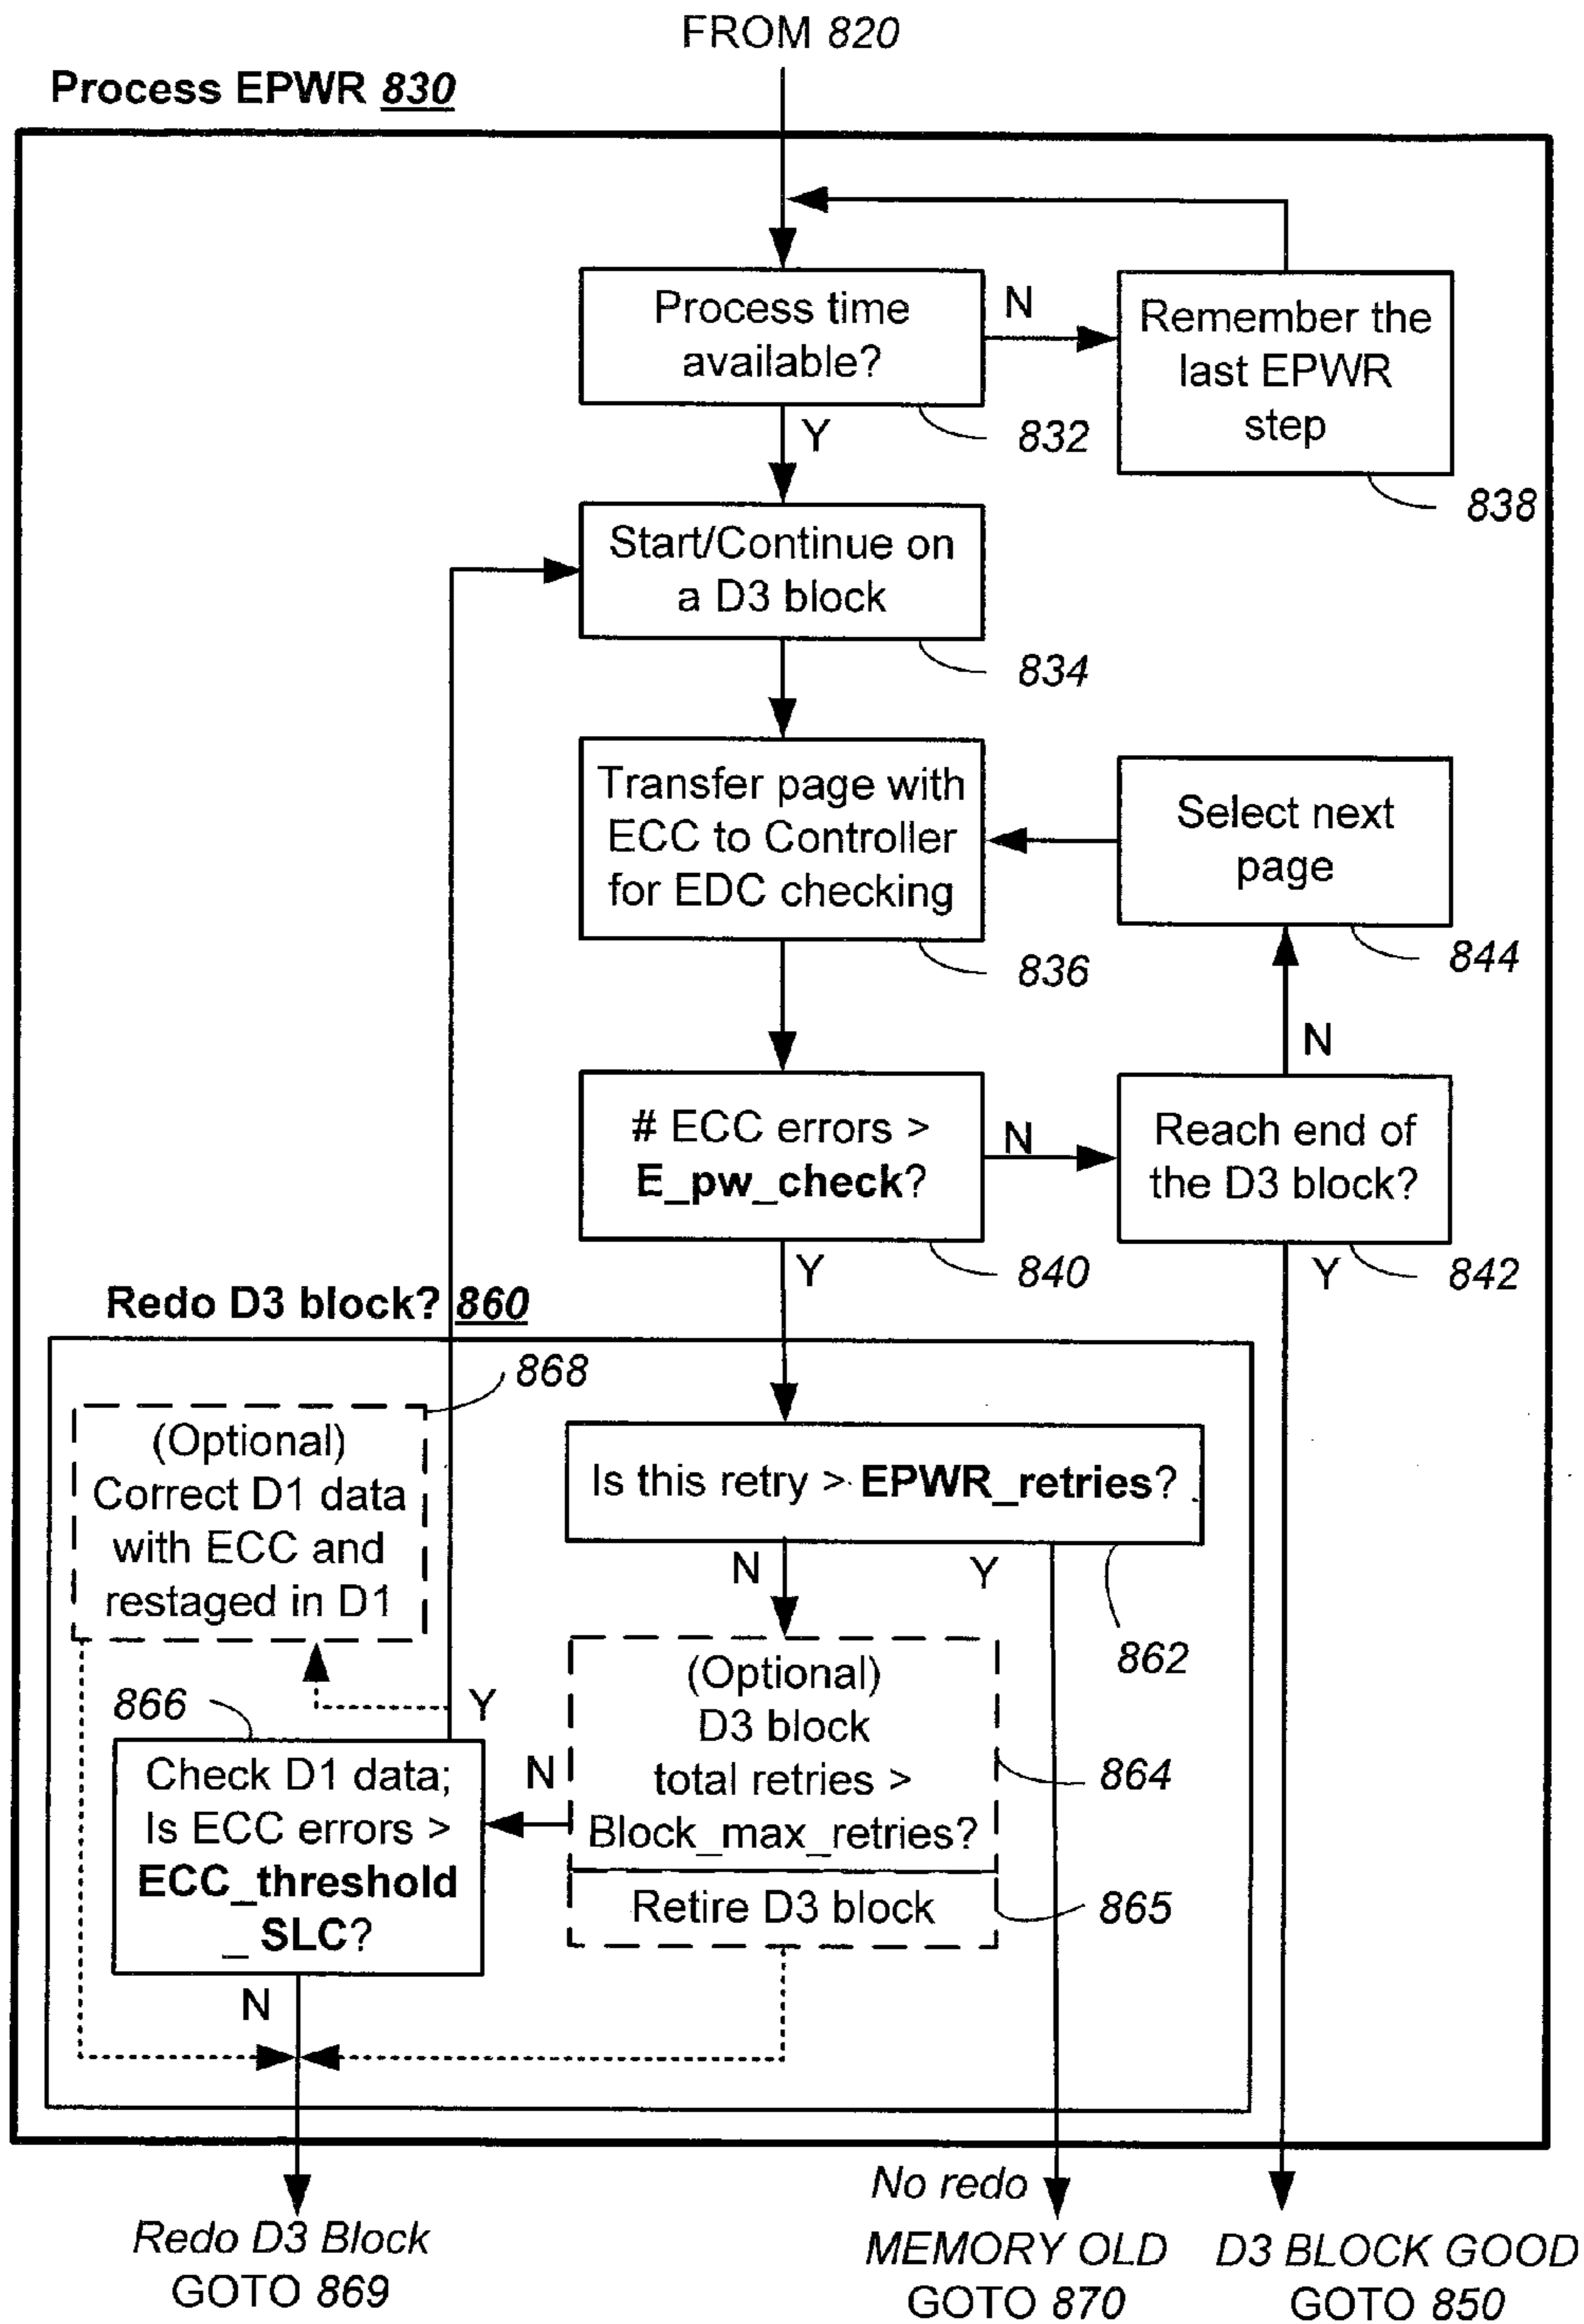 FROM 820
Process EPWR 830
Process time
available?
N
Remember the
last EPWR
step
832
838
Y
Start/Continue on
a D3 block
834
Transfer page with
ECC to Controller
for EDC checking
836
Select next
page
844
N
# ECC errors >
E_pw_check?
N
Reach end of
the D3 block?
840
842
Y
Y
Redo D3 block? 860
868
(Optional)
Correct D1 data
with ECC and
restaged in D1
Is this retry > EPWR_retries?
N
Y
862
(Optional)
D3 block
total retries >
Block_max_retries?
864
Retire D3 block
865
866
Y
N
Check D1 data;
Is ECC errors >
ECC_threshold
_ SLC?
N
Redo D3 Block
GOTO 869
No redo
MEMORY OLD
GOTO 870
D3 BLOCK GOOD
GOTO 850